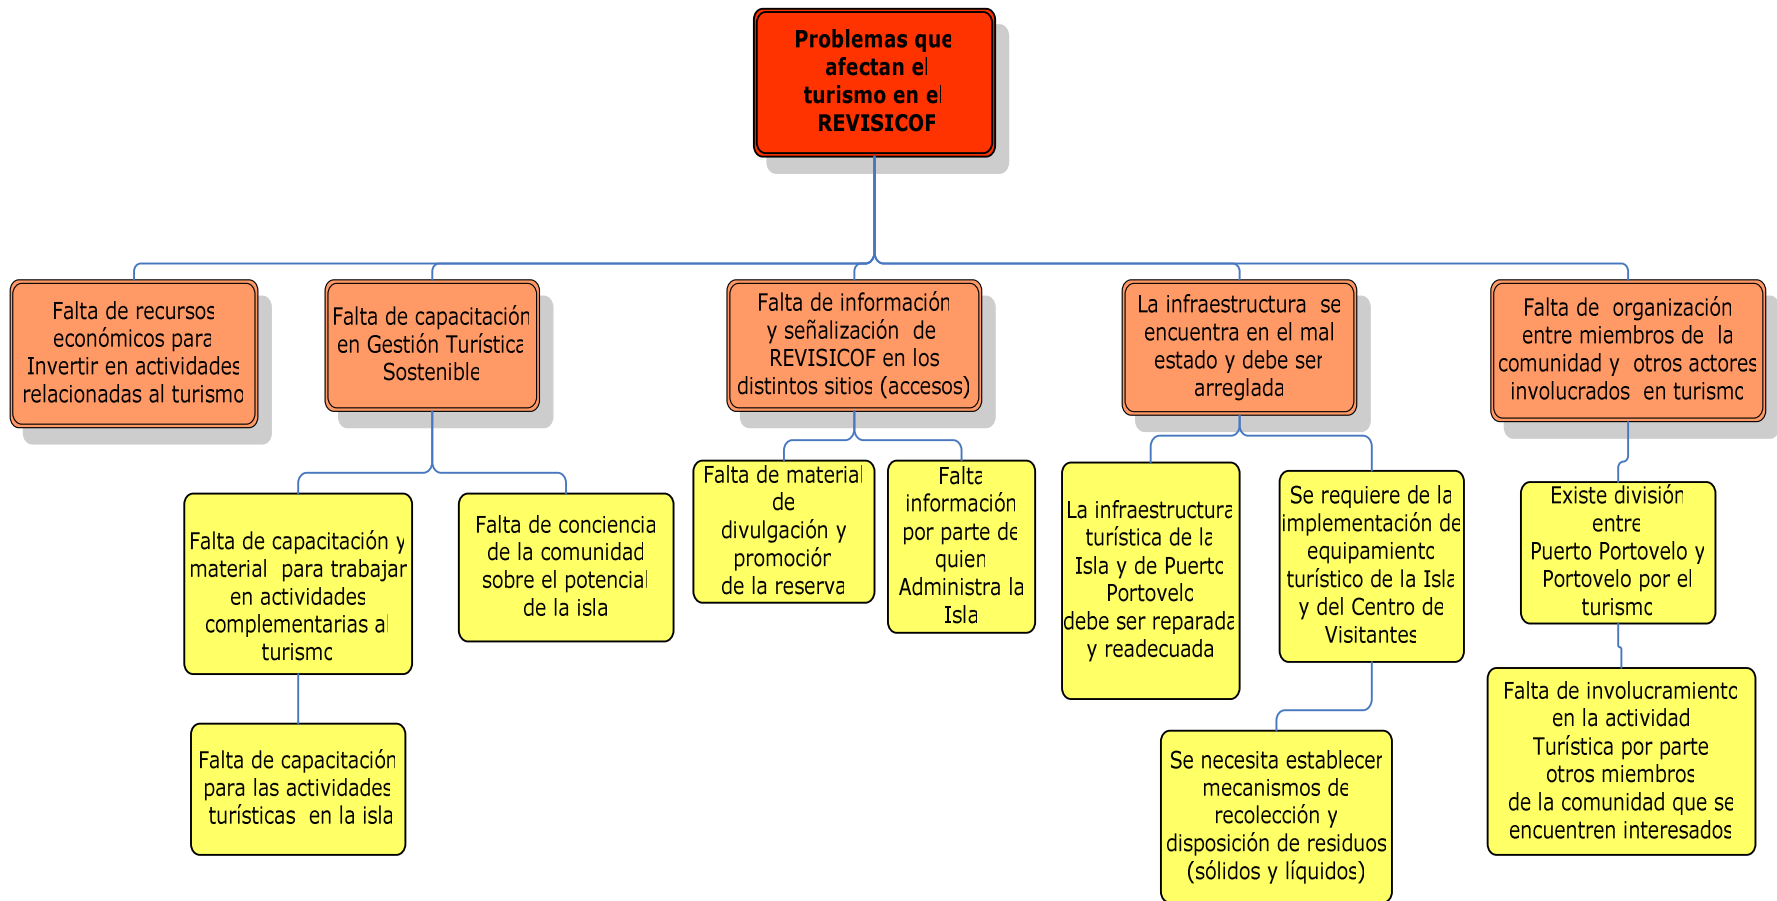 Problemas que
afectan el
turismo en el
REVISICOF
Falta de recursos
económicos para
Invertir en actividades
relacionadas al turismo
Falta de capacitación
en Gestión Turística
Sostenible
Falta de información
y señalización de
REVISICOF en los
distintos sitios (accesos)
La infraestructura se
encuentra en el mal
estado y debe ser
arreglada
Falta de organización
entre miembros de la
comunidad y otros actores
involucrados en turismo
Falta de capacitación y
material para trabajar
en actividades
complementarias al
turismo
Falta de conciencia
de la comunidad
sobre el potencial
de la isla
Falta de material
de
divulgación y
promoción
de la reserva
Falta
información
por parte de
quien
Administra la
Isla
La infraestructura
turística de la
Isla y de Puerto
Portovelo
debe ser reparada
y readecuada
Se requiere de la
implementación de
equipamiento
turístico de la Isla
y del Centro de
Visitantes
Existe división
entre
Puerto Portovelo y
Portovelo por el
turismo
Falta de capacitación
para las actividades
turísticas en la isla
Se necesita establecer
mecanismos de
recolección y
disposición de residuos
(sólidos y líquidos)
Falta de involucramiento
en la actividad
Turística por parte
otros miembros
de la comunidad que se
encuentren interesados